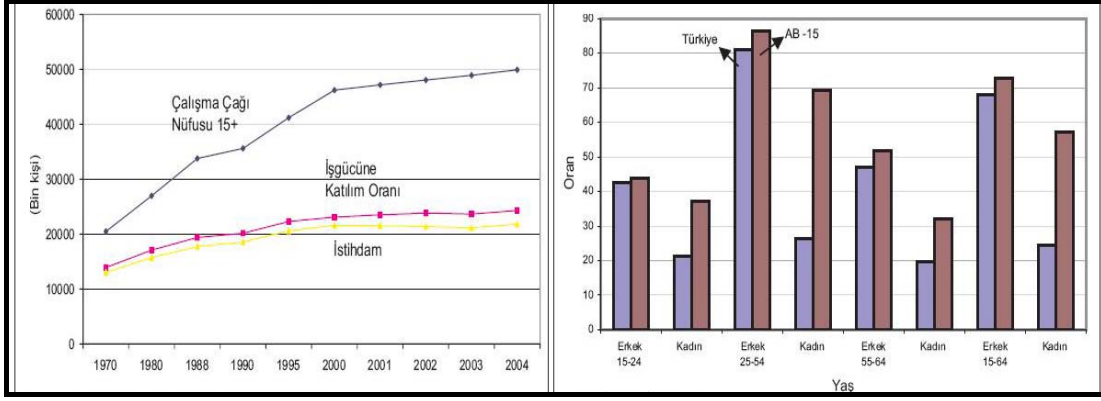 60000
50000
40000
30000
20000
10000
0
(Bin kişi)
Çalışma Çağı
Nüfusu 15+
İşgücüne
Katılım Oranı
İstihdam
1970 1980 1988 1990 1995 2000 2001 2002 2003 2004
90
80
70
60
50
40
30
20
10
0
Oran
Türkiye
AB -15
Erkek Kadın Erkek Kadın Erkek Kadın Erkek Kadın
15-24 25-54 55-64 15-64
Yaş